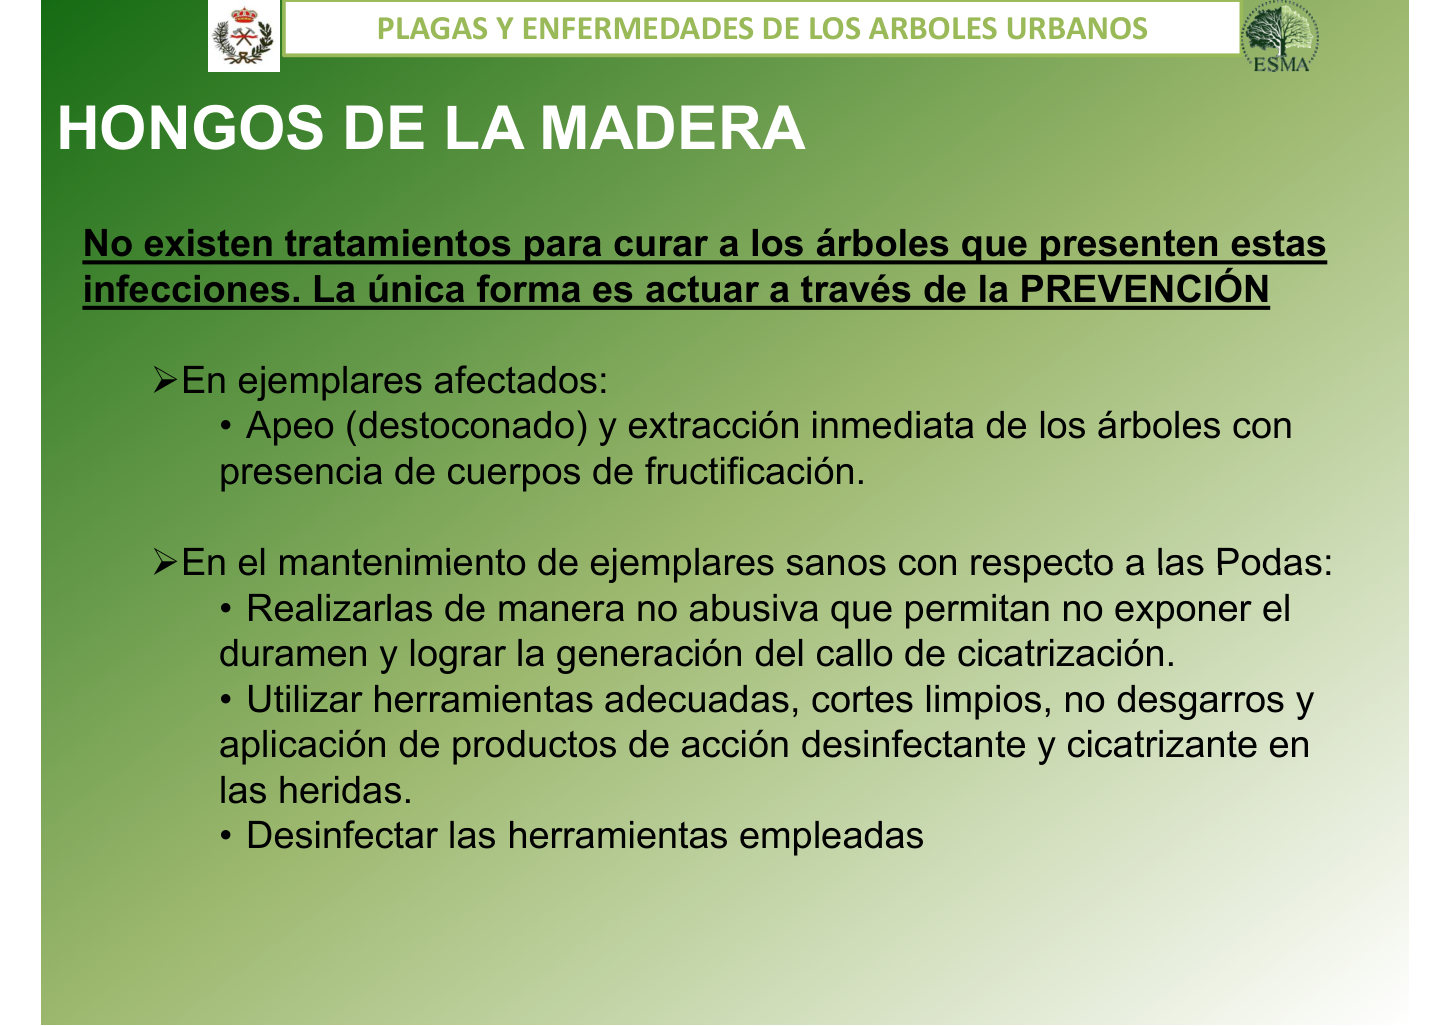 PLAGAS Y ENFERMEDADES DE LOS ARBOLES URBANOS
ESMA
HONGOS DE LA MADERA
No existen tratamientos para curar a los árboles que presenten estas
infecciones. La única forma es actuar a través de la PREVENCIÓN
➢En ejemplares afectados:
• Apeo (destoconado) y extracción inmediata de los árboles con
presencia de cuerpos de fructificación.
➢En el mantenimiento de ejemplares sanos con respecto a las Podas:
• Realizarlas de manera no abusiva que permitan no exponer el
duramen y lograr la generación del callo de cicatrización.
• Utilizar herramientas adecuadas, cortes limpios, no desgarros y
aplicación de productos de acción desinfectante y cicatrizante en
las heridas.
• Desinfectar las herramientas empleadas